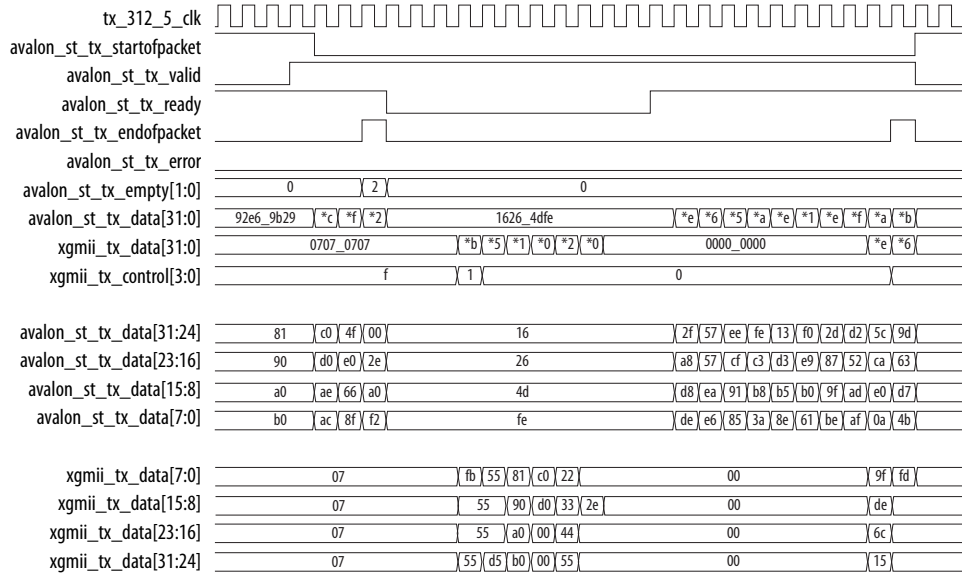 tx_312_5_clk
avalon_st_tx_startofpacket
avalon_st_tx_valid
avalon_st_tx_ready
avalon_st_tx_endofpacket
avalon_st_tx_error
avalon_st_tx_empty[1:0] 0 2 0
avalon_st_tx_data[31:0] 92e6_9b29 *c *f *2 1626_4dfe *e *6 *5 *a *e *1 *e *f *a *b
xgmii_tx_data[31:0] 0707_0707 *b *5 *1 *0 *2 *0 0000_0000 *e *6
xgmii_tx_control[3:0] f 1 0
avalon_st_tx_data[31:24] 81 c0 4f 00 16 2f 57 ee fe 13 f0 2d d2 5c 9d
avalon_st_tx_data[23:16] 90 d0 e0 2e 26 a8 57 cf c3 d3 e9 87 52 ca 63
avalon_st_tx_data[15:8] a0 ae 66 a0 4d d8 ea 91 b8 b5 b0 9f ad e0 d7
avalon_st_tx_data[7:0] b0 ac 8f f2 fe de e6 85 3a 8e 61 be af 0a 4b
xgmii_tx_data[7:0] 07 fb 55 81 c0 22 00 9f fd
xgmii_tx_data[15:8] 07 55 90 d0 33 2e 00 de
xgmii_tx_data[23:16] 07 55 a0 00 44 00 6c
xgmii_tx_data[31:24] 07 55 d5 b0 00 55 00 15